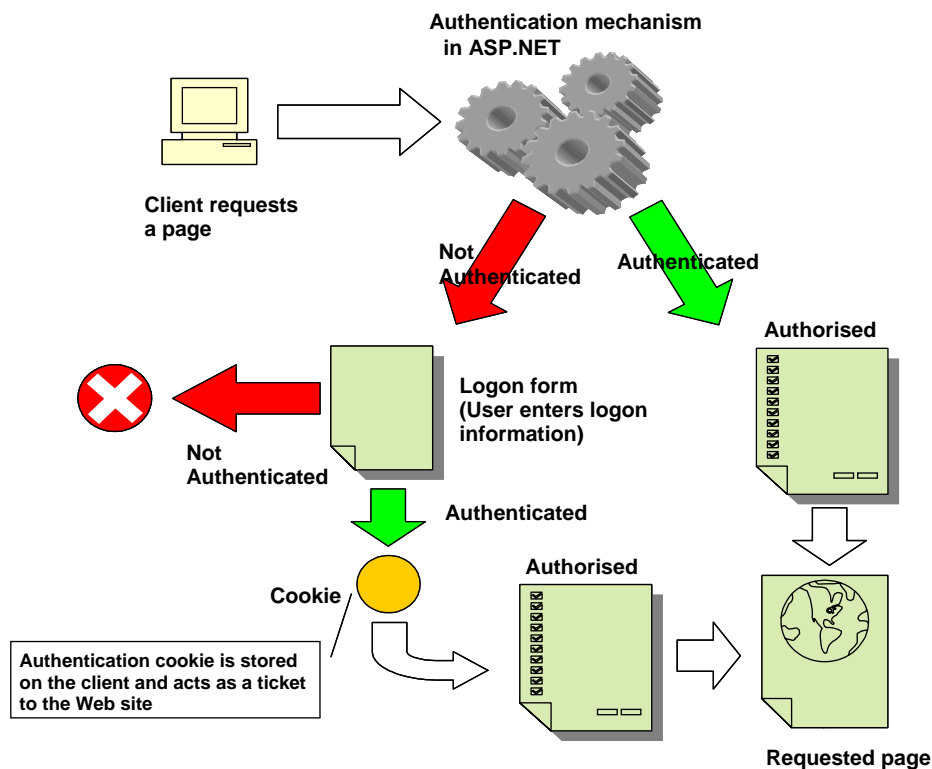 Authentication mechanism
in ASP.NET
Client requests
a page
Not
Authenticated
Authenticated
Authorised
Logon form
(User enters logon
information)
Not
Authenticated
Authenticated
Authorised
Cookie
Authentication cookie is stored
on the client and acts as a ticket
to the Web site
Requested page